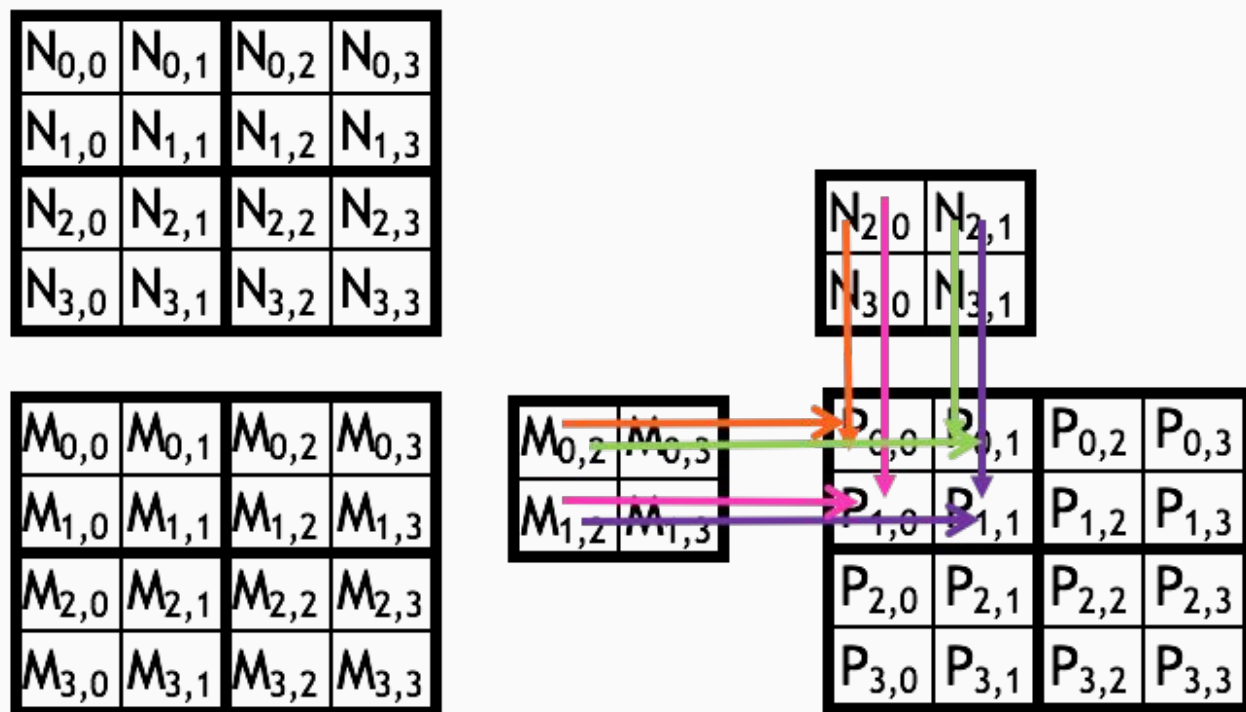 N0,0 N0,1 N0,2 N0,3
N1,0 N1,1 N1,2 N1,3
N2,0 N2,1 N2,2 N2,3
N3,0 N3,1 N3,2 N3,3
N2,0 N2,1
N3,0 N3,1
M0,0 M0,1 M0,2 M0,3
M1,0 M1,1 M1,2 M1,3
M2,0 M2,1 M2,2 M2,3
M3,0 M3,1 M3,2 M3,3
M0,2 M0,3
M1,2 M1,3
P0,0 P0,1 P0,2 P0,3
P1,0 P1,1 P1,2 P1,3
P2,0 P2,1 P2,2 P2,3
P3,0 P3,1 P3,2 P3,3